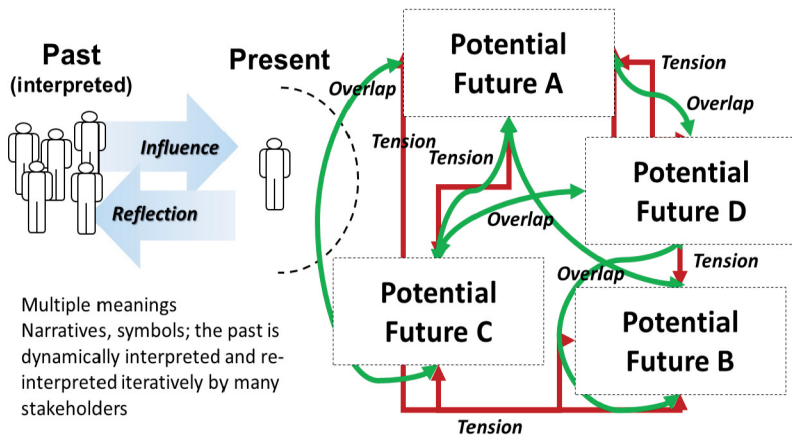 Past
(interpreted)
Present
Influence
Reflection
Multiple meanings
Narratives, symbols; the past is
dynamically interpreted and re-
interpreted iteratively by many
stakeholders
Potential
Future A
Overlap
Tension
Tension
Tension
Overlap
Potential
Future D
Overlap
Overlap
Tension
Potential
Future C
Potential
Future B
Tension